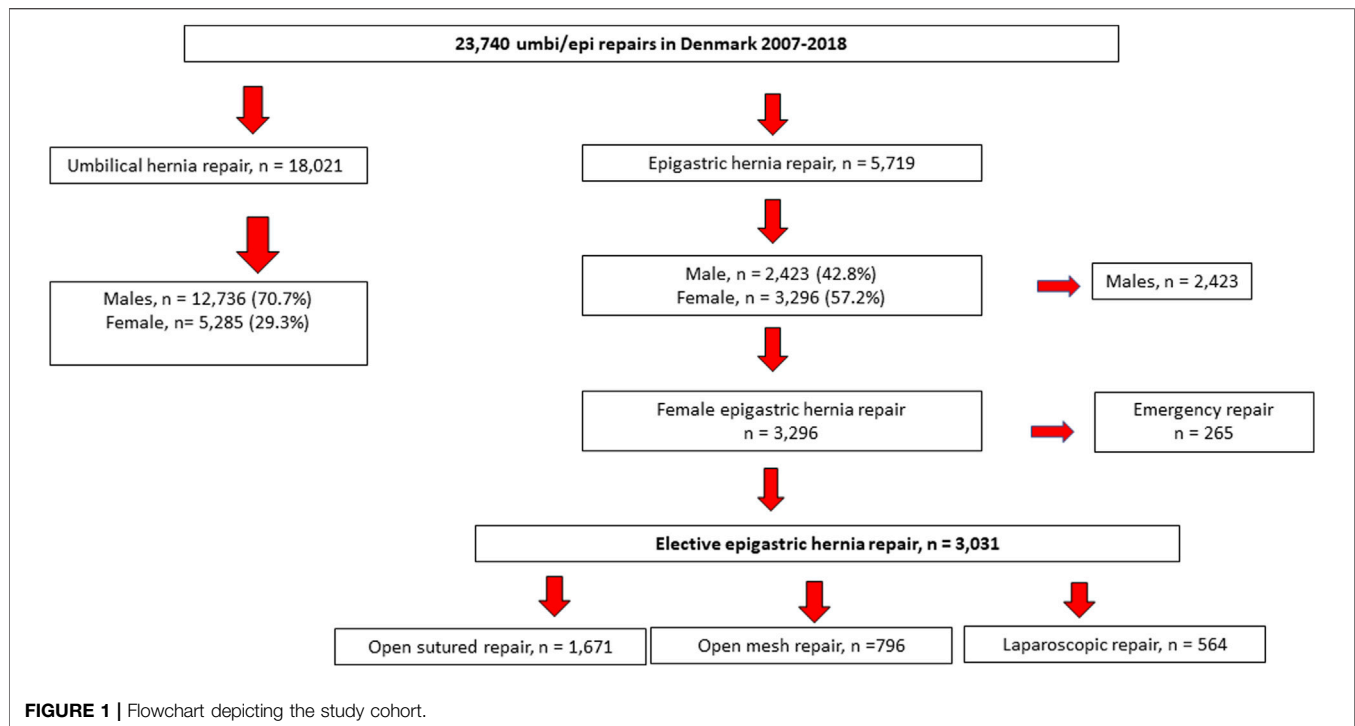 23,740 umbi/epi repairs in Denmark 2007-2018
Umbilical hernia repair, n = 18,021
Epigastric hernia repair, n = 5,719
Males, n = 12,736 (70.7%)
Female, n= 5,285 (29.3%)
Male, n = 2,423 (42.8%)
Female, n = 3,296 (57.2%)
Males, n = 2,423
Female epigastric hernia repair
n = 3,296
Emergency repair
n = 265
Elective epigastric hernia repair, n = 3,031
Open sutured repair, n = 1,671
Open mesh repair, n =796
Laparoscopic repair, n = 564
FIGURE 1 | Flowchart depicting the study cohort.